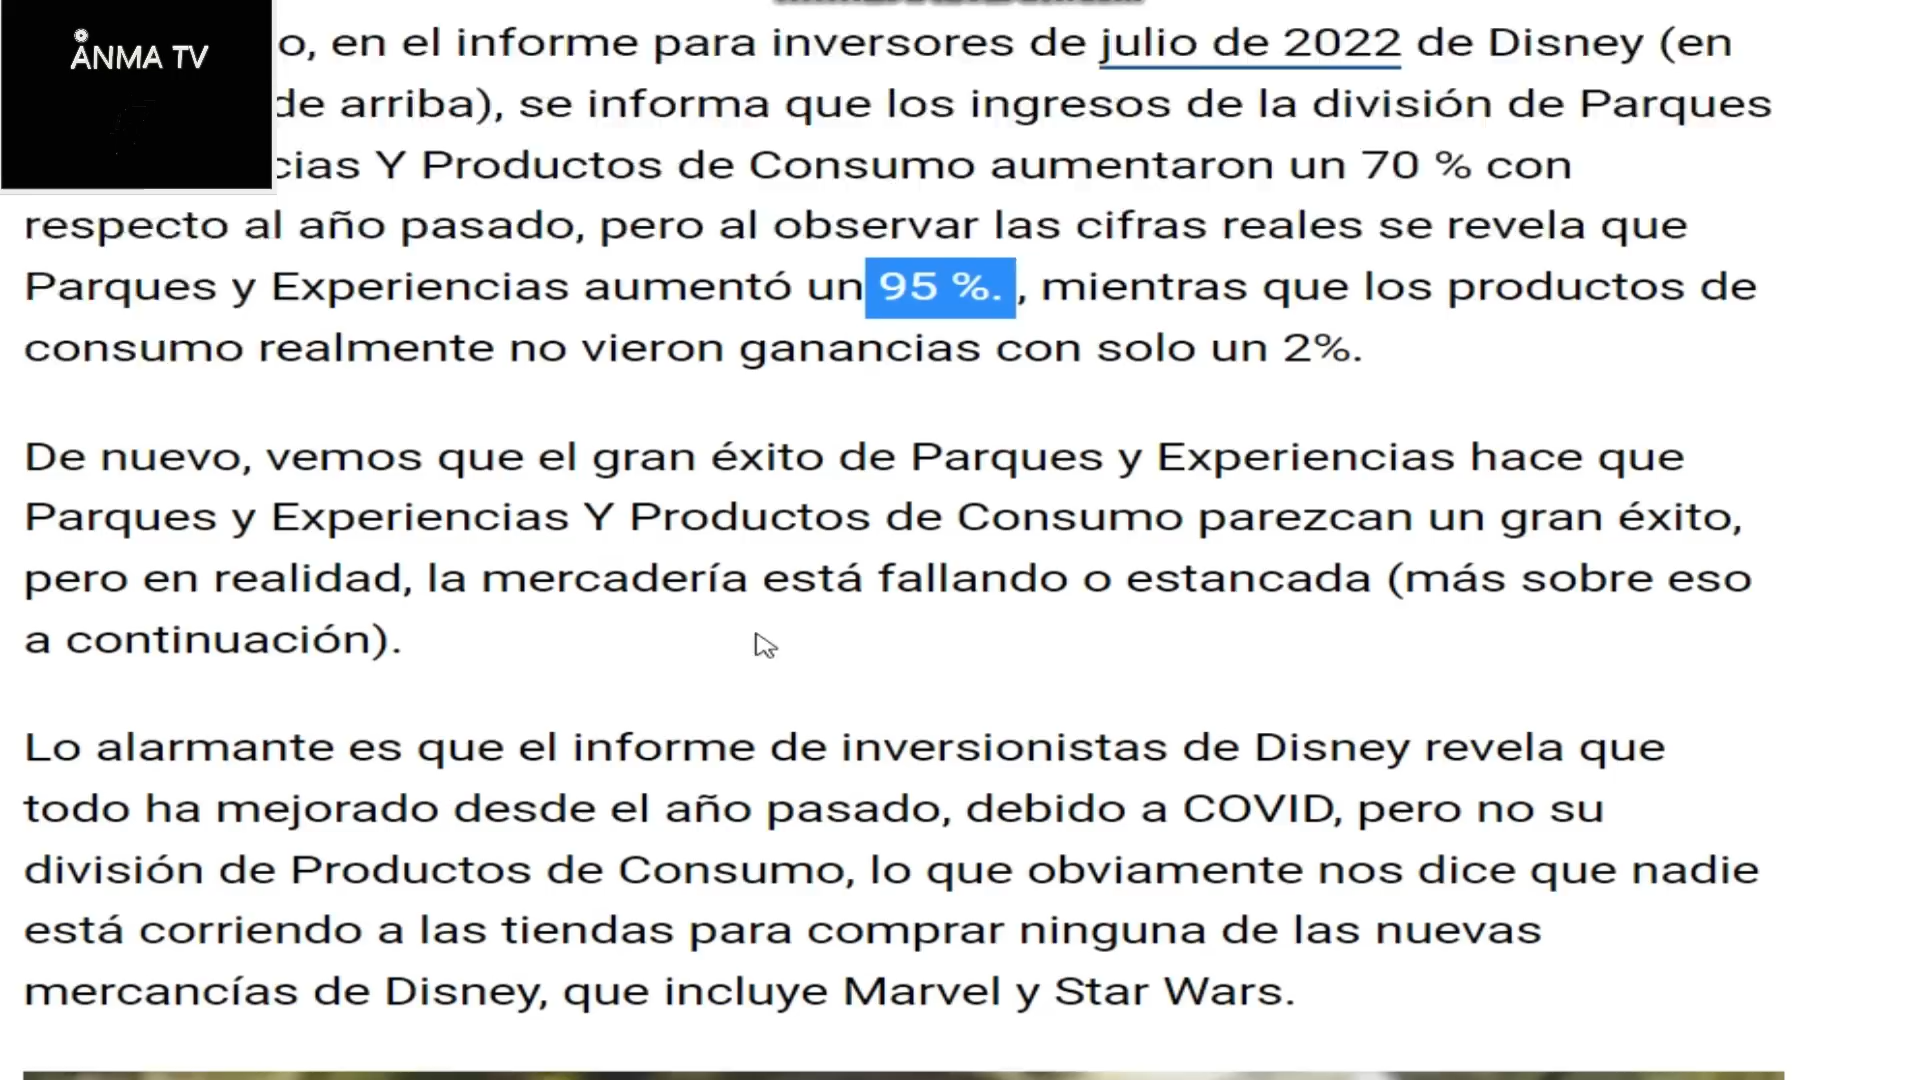 ANMA TV
o, en el informe para inversores de julio de 2022 de Disney (en
de arriba), se informa que los ingresos de la división de Parques
cias Y Productos de Consumo aumentaron un 70 % con
respecto al año pasado, pero al observar las cifras reales se revela que
Parques y Experiencias aumentó un 95 %. , mientras que los productos de
consumo realmente no vieron ganancias con solo un 2%.
De nuevo, vemos que el gran éxito de Parques y Experiencias hace que
Parques y Experiencias Y Productos de Consumo parezcan un gran éxito,
pero en realidad, la mercadería está fallando o estancada (más sobre eso
a continuación).
Lo alarmante es que el informe de inversionistas de Disney revela que
todo ha mejorado desde el año pasado, debido a COVID, pero no su
división de Productos de Consumo, lo que obviamente nos dice que nadie
está corriendo a las tiendas para comprar ninguna de las nuevas
mercancías de Disney, que incluye Marvel y Star Wars.